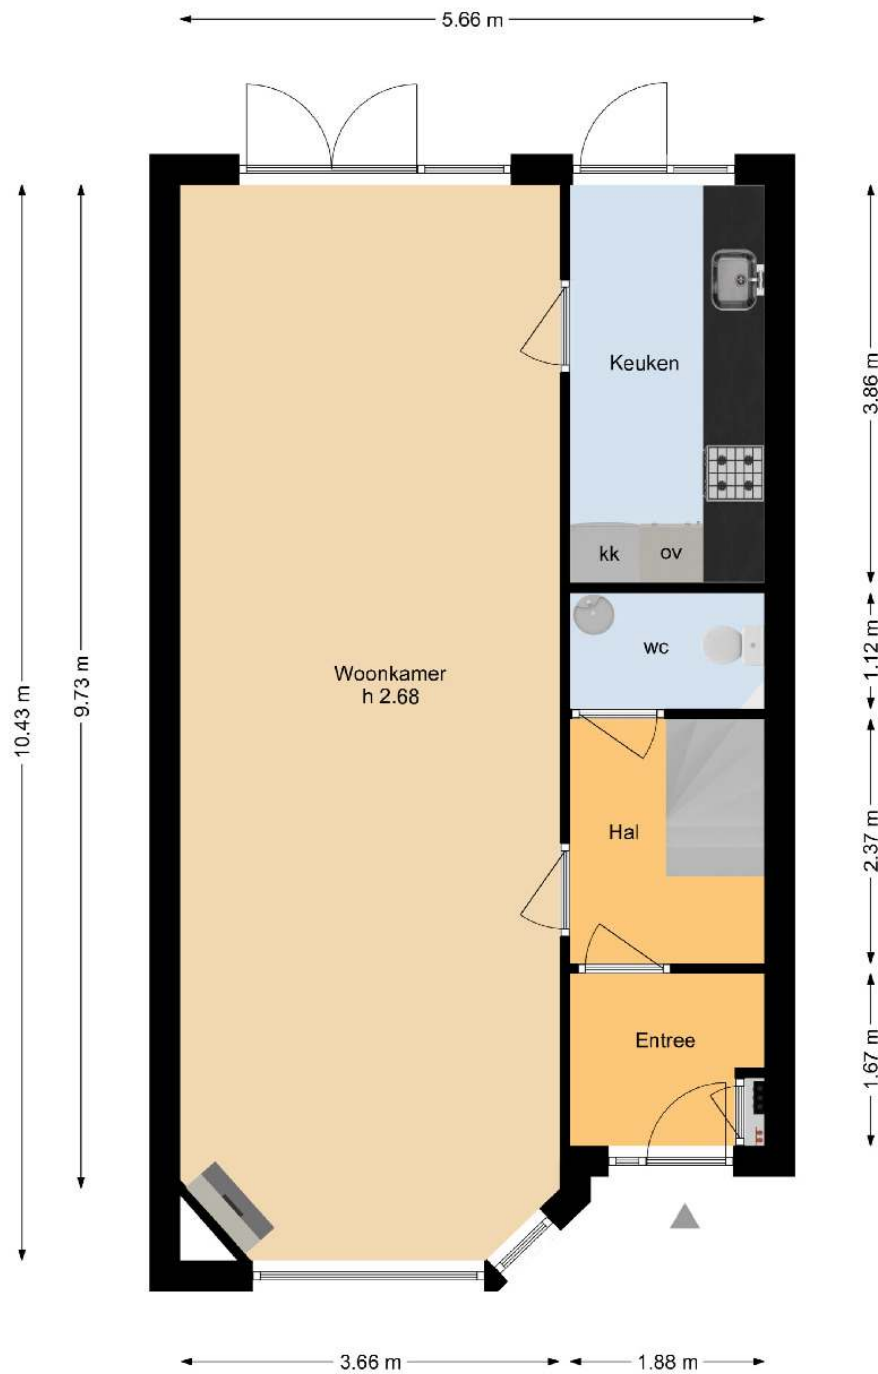 5.66 m
Keuken
3.86 m
kk
ov
wc
1.12 m
Woonkamer
h 2.68
9.73 m
10.43 m
Hal
2.37 m
Entree
1.67 m
3.66 m
1.88 m